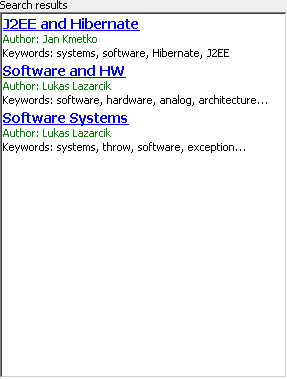 Search results
J2EE and Hibernate
Author: Jan Kmetko
Keywords: systems, software, Hibernate, J2EE
Software and HW
Author: Lukas Lazarcik
Keywords: software, hardware, analog, architecture...
Software Systems
Author: Lukas Lazarcik
Keywords: systems, throw, software, exception...